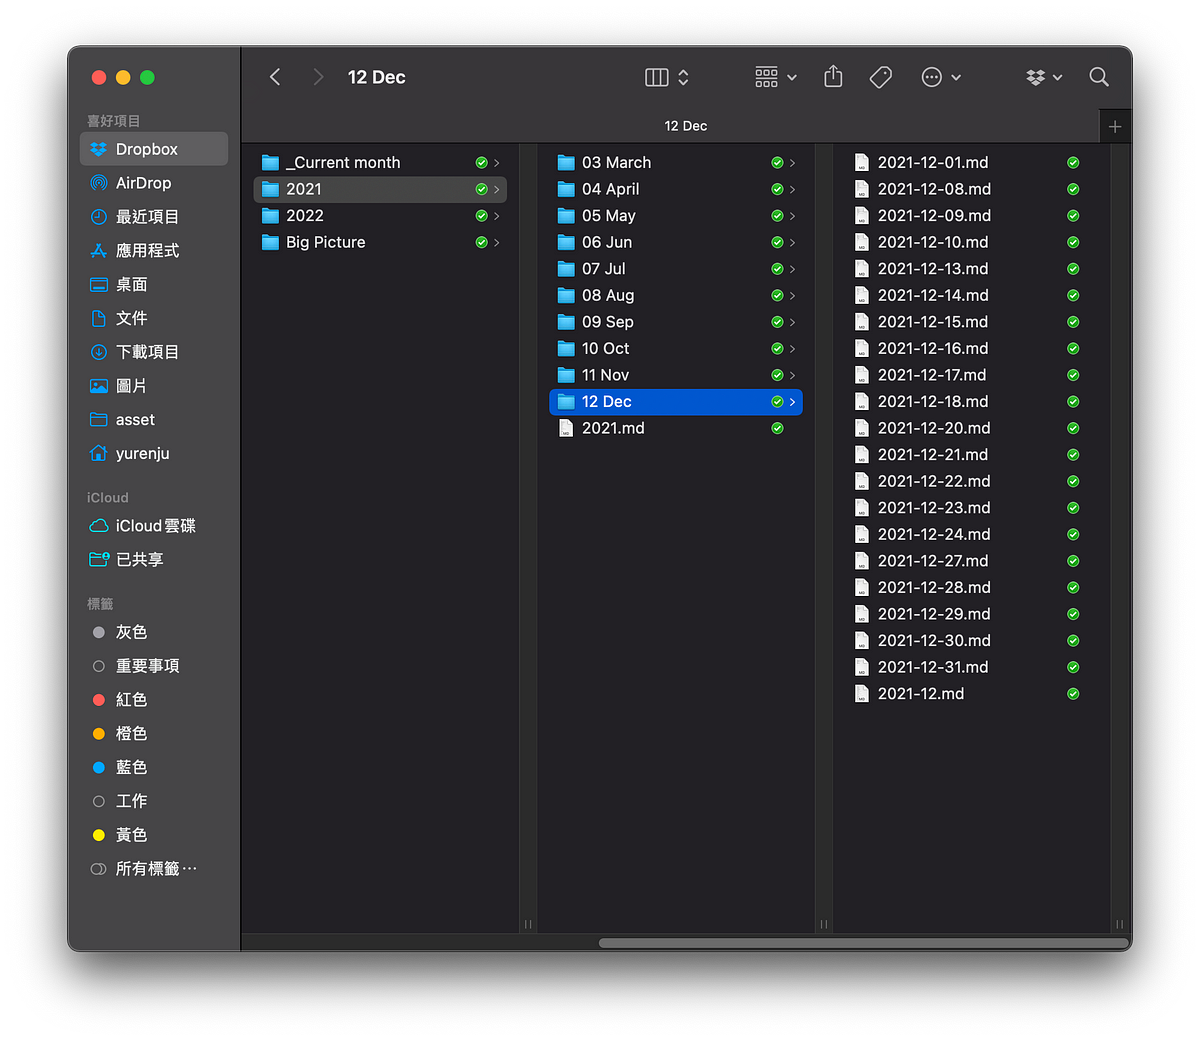 12 Dec
12 Dec
喜好項目
Dropbox
AirDrop
最近項目
應用程式
桌面
文件
下載項目
圖片
asset
yurenju
iCloud
iCloud 雲碟
已共享
標籤
灰色
重要事項
紅色
橙色
藍色
工作
黃色
所有標籤⋯
_Current month
2021
2022
Big Picture
03 March
04 April
05 May
06 Jun
07 Jul
08 Aug
09 Sep
10 Oct
11 Nov
12 Dec
2021.md
2021-12-01.md
2021-12-08.md
2021-12-09.md
2021-12-10.md
2021-12-13.md
2021-12-14.md
2021-12-15.md
2021-12-16.md
2021-12-17.md
2021-12-18.md
2021-12-20.md
2021-12-21.md
2021-12-22.md
2021-12-23.md
2021-12-24.md
2021-12-27.md
2021-12-28.md
2021-12-29.md
2021-12-30.md
2021-12-31.md
2021-12.md